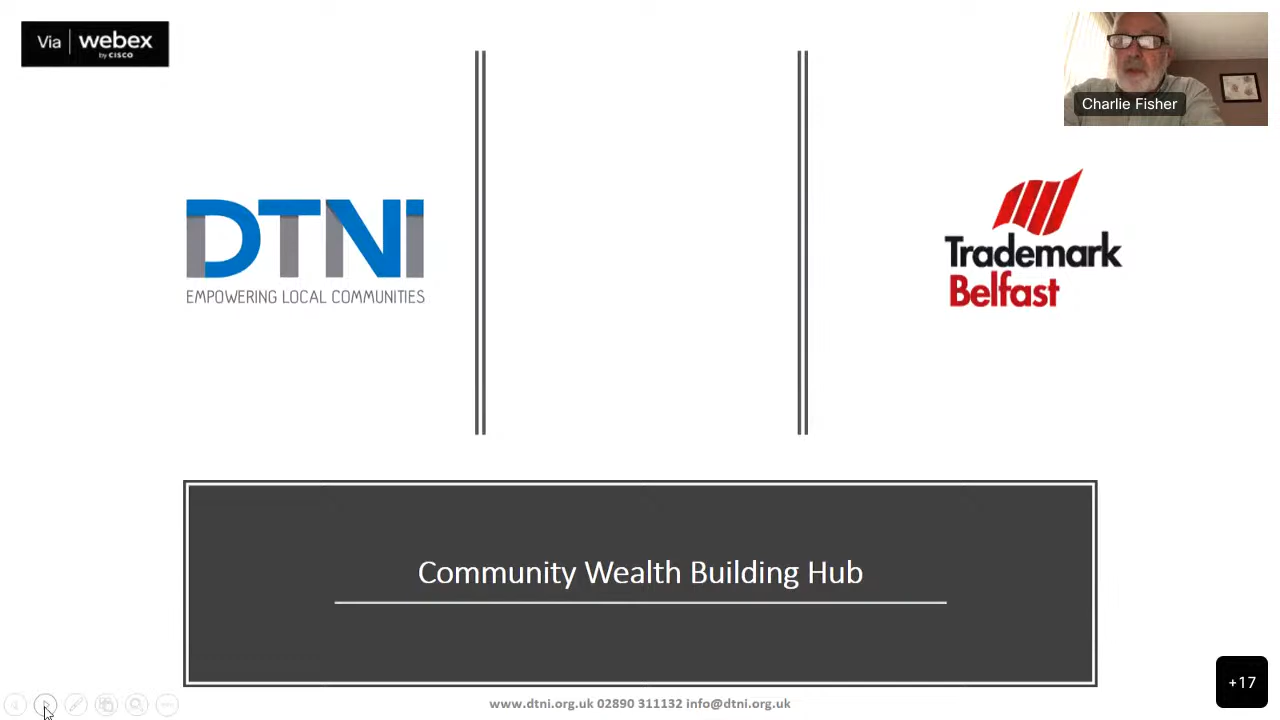 Via webex
by CISCO
Charlie Fisher
DTNI
EMPOWERING LOCAL COMMUNITIES
Trademark
Belfast
Community Wealth Building Hub
+17
www.dtni.org.uk 02890 311132 info@dtni.org.uk